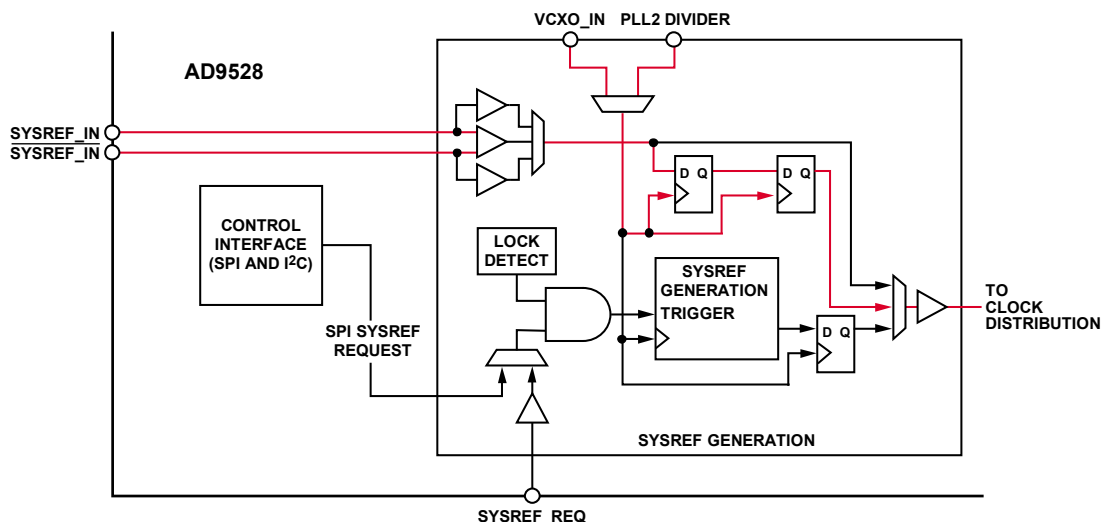 VCXO_IN PLL2 DIVIDER
AD9528
SYSREF_IN
SYSREF_IN
D Q
D Q
CONTROL
INTERFACE
(SPI AND I²C)
LOCK
DETECT
SYSREF
GENERATION
TRIGGER
D Q
TO
CLOCK
DISTRIBUTION
SPI SYSREF
REQUEST
SYSREF GENERATION
SYSREF_REQ